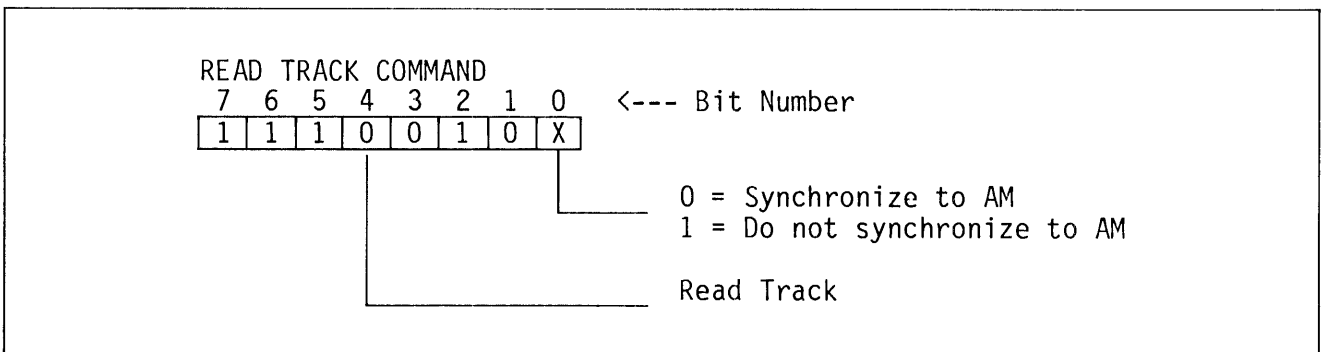 READ TRACK COMMAND
7 6 5 4 3 2 1 0 <--- Bit Number
1 1 1 0 0 1 0 X
0 = Synchronize to AM
1 = Do not synchronize to AM
Read Track